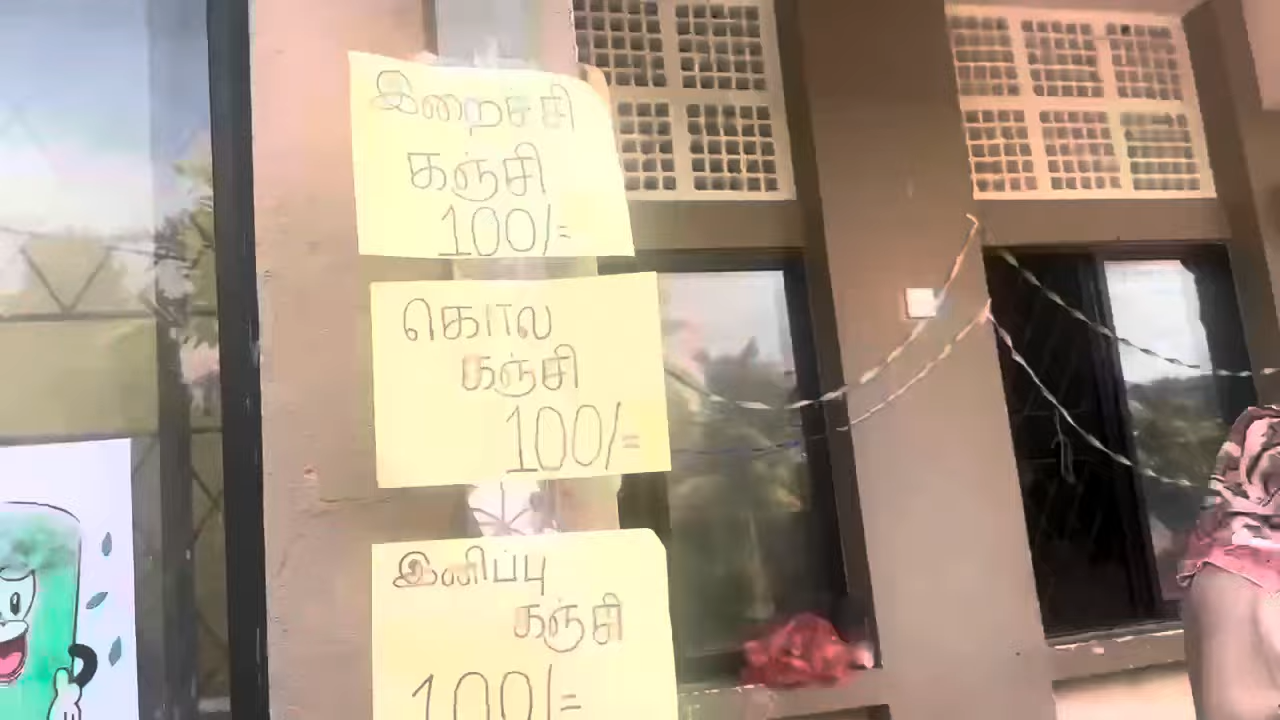 இறைச்சி
கஞ்சி
100/=
கொல
கஞ்சி
100/=
இனிப்பு
கஞ்சி
100/=